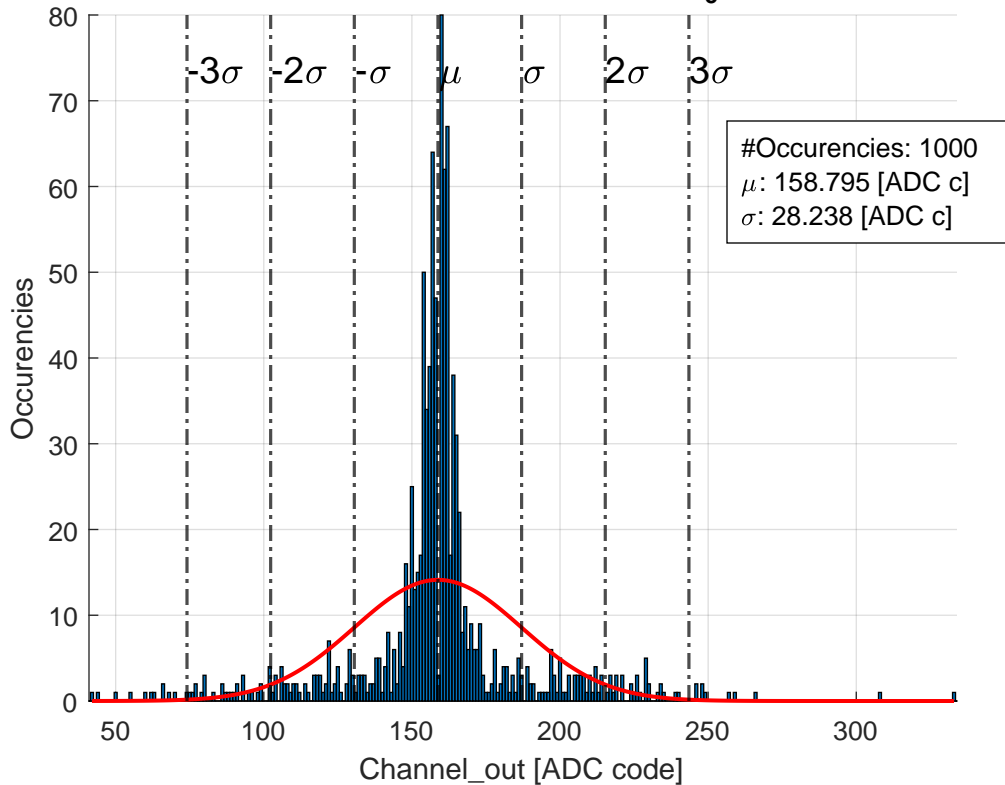 80
70
60
50
40
30
20
10
0
-3σ -2σ -σ μ σ 2σ 3σ
#Occurencies: 1000
μ: 158.795 [ADC c]
σ: 28.238 [ADC c]
Occurencies
50 100 150 200 250 300
Channel_out [ADC code]